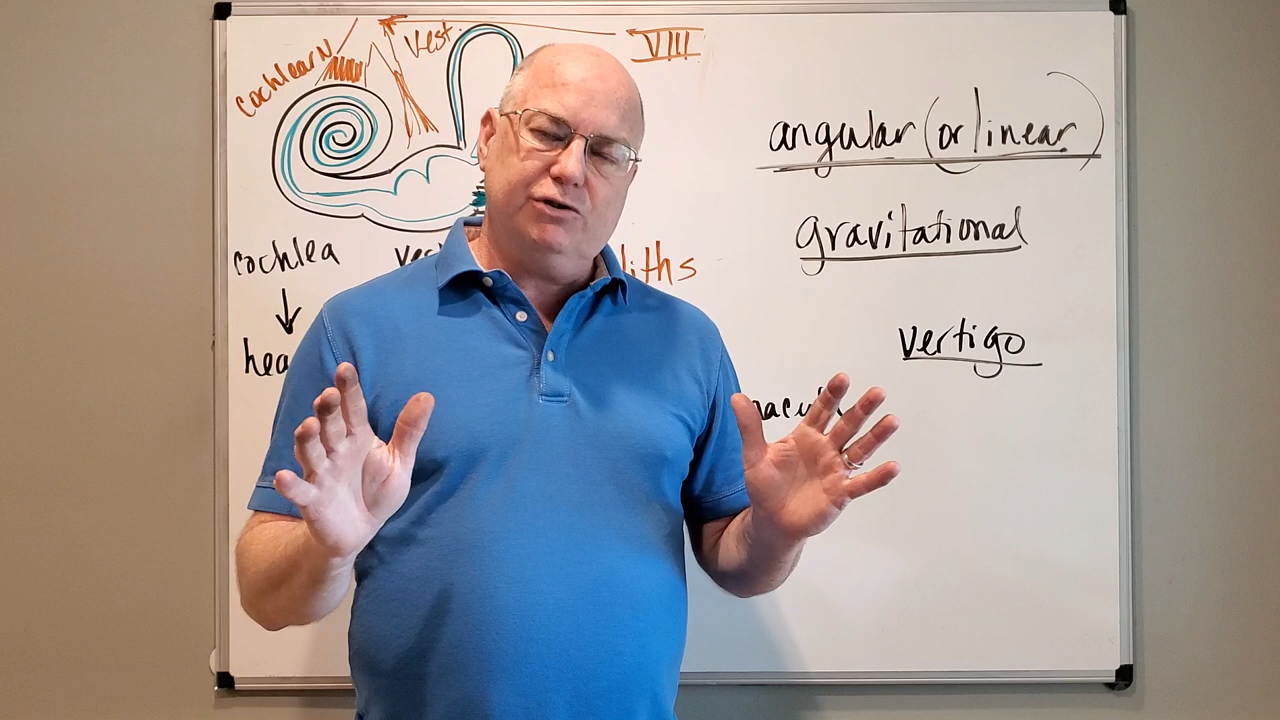 cochlear N
vest.
VIII
angular (or linear)
gravitational
cochlea
vertigo